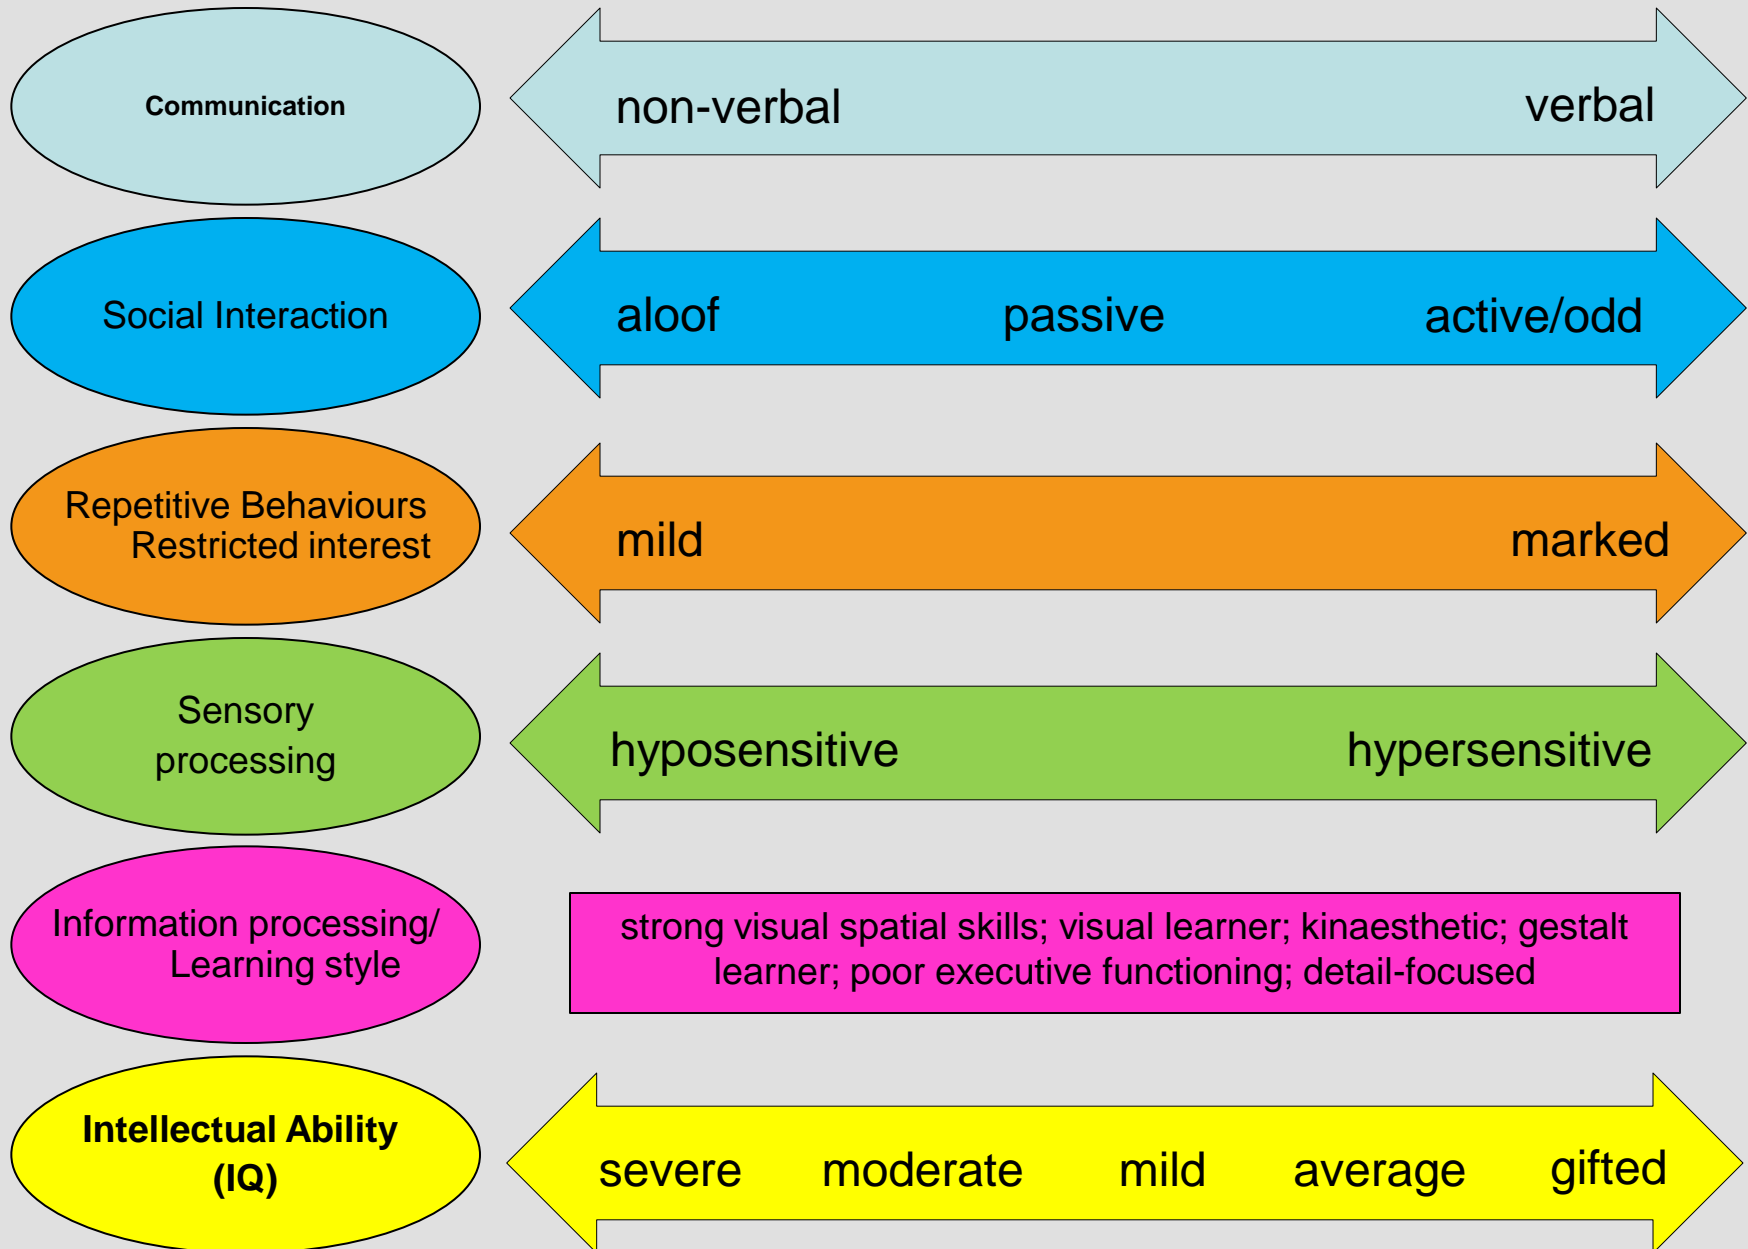 Communication
non-verbal verbal
Social Interaction
aloof passive active/odd
Repetitive Behaviours
Restricted interest
mild marked
Sensory
processing
hyposensitive hypersensitive
Information processing/
Learning style
strong visual spatial skills; visual learner; kinaesthetic; gestalt
learner; poor executive functioning; detail-focused
Intellectual Ability
(IQ)
severe moderate mild average gifted